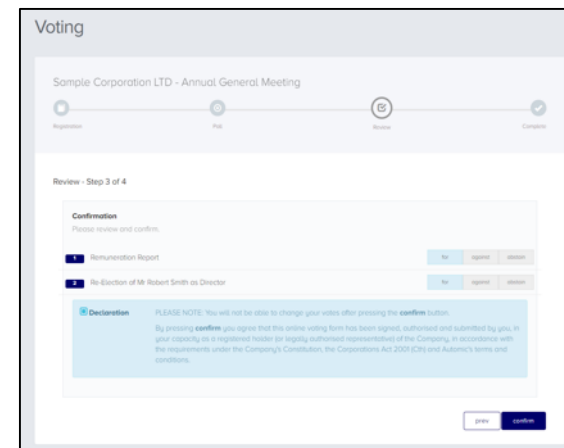 Voting
Sample Corporation LTD - Annual General Meeting
Registration Poll Review Complete
Review - Step 3 of 4
Confirmation
Please review and confirm.
1 Remuneration Report for against abstain
2 Re-Election of Mr Robert Smith as Director for against abstain
Declaration PLEASE NOTE: You will not be able to change your votes after pressing the confirm button.
By pressing confirm you agree that this online voting form has been signed, authorised and submitted by you, in
your capacity as a registered holder (or legally authorised representative) of the Company, in accordance with
the requirements under the Company's Constitution, the Corporations Act 2001 (Cth) and Automic's terms and
conditions.
prev confirm